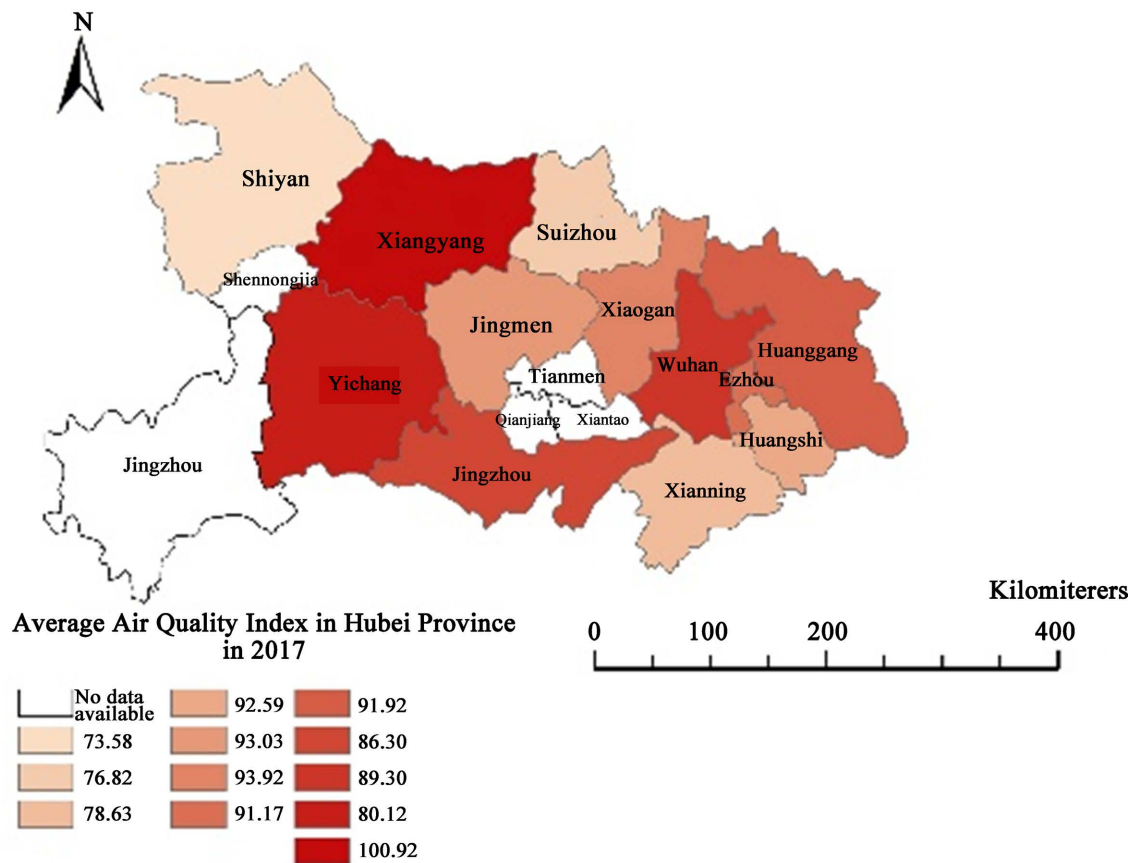 N
Shiyan
Xiangyang
Suizhou
Shennongjia
Xiaogan
Jingmen
Huanggang
Wuhan
Tianmen
Ezhou
Yichang
Qianjiang
Xiantao
Huangshi
Jingzhou
Jingzhou
Xianning
Kilomiterers
Average Air Quality Index in Hubei Province
in 2017
0 100 200 400
No data
available
73.58
76.82
78.63
92.59
93.03
93.92
91.17
91.92
86.30
89.30
80.12
100.92